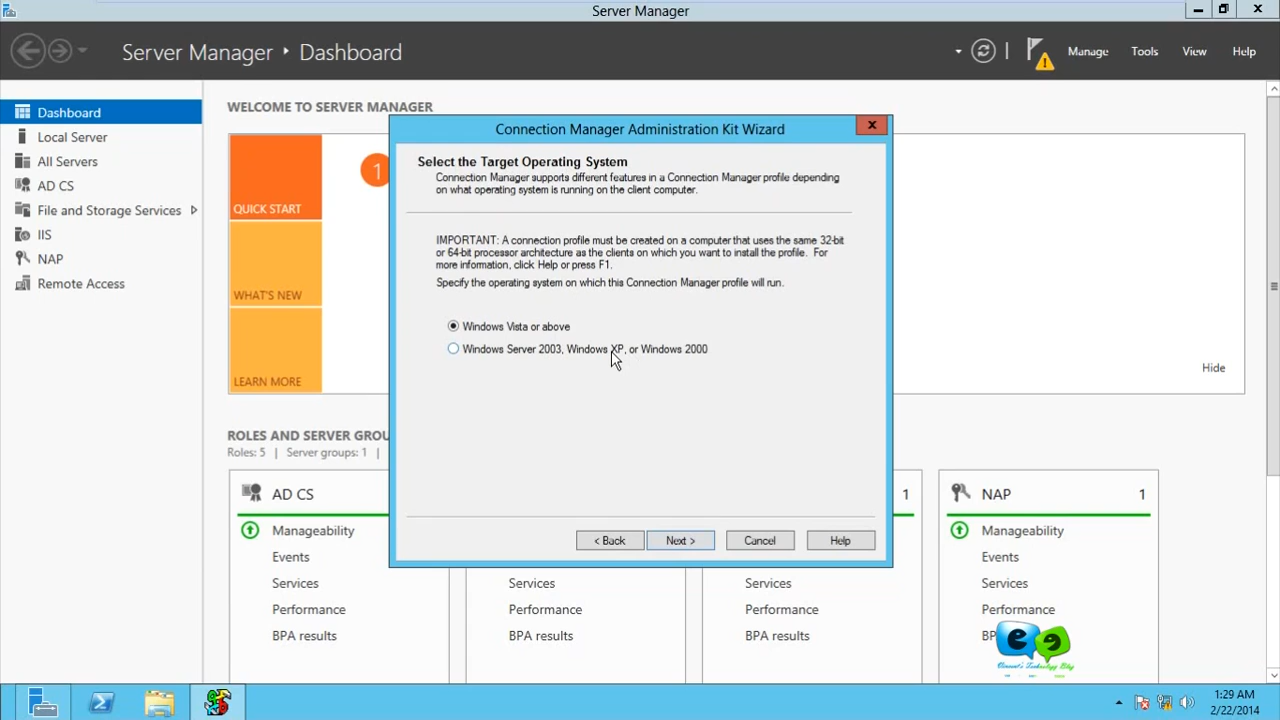 Server Manager
Server Manager ‣ Dashboard
Manage Tools View Help
Dashboard
Local Server
All Servers
AD CS
File and Storage Services
IIS
NAP
Remote Access
WELCOME TO SERVER MANAGER
QUICK START
1
WHAT'S NEW
LEARN MORE
Hide
Connection Manager Administration Kit Wizard
Select the Target Operating System
Connection Manager supports different features in a Connection Manager profile depending
on what operating system is running on the client computer.
IMPORTANT: A connection profile must be created on a computer that uses the same 32-bit
or 64-bit processor architecture as the clients on which you want to install the profile. For
more information, click Help or press F1.
Specify the operating system on which this Connection Manager profile will run.
Windows Vista or above
Windows Server 2003, Windows XP, or Windows 2000
< Back Next > Cancel Help
ROLES AND SERVER GROU
Roles: 5 | Server groups: 1 |
AD CS
Manageability
Events
Services
Performance
BPA results
Services
Performance
BPA results
1
Services
Performance
BPA results
NAP 1
Manageability
Events
Services
Performance
BP
1:29 AM
2/22/2014